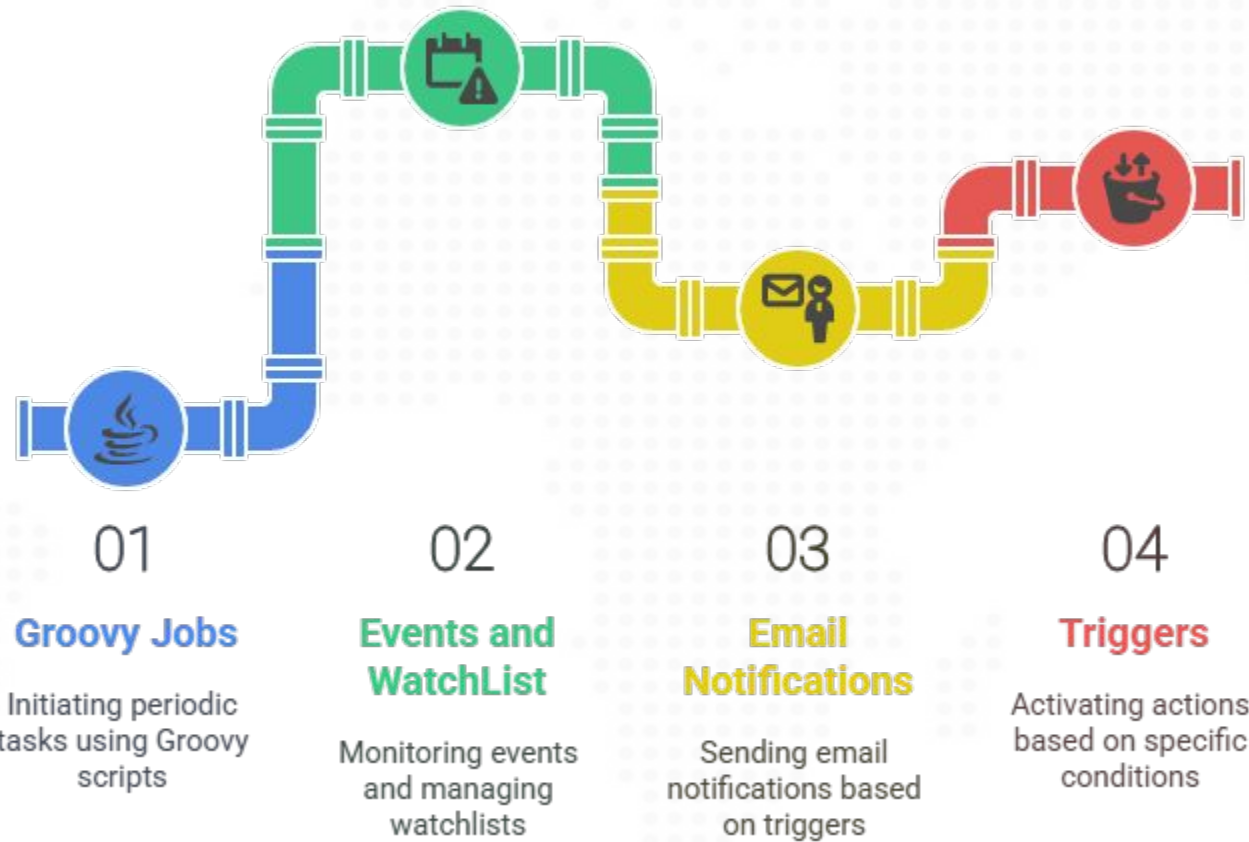 01
Groovy Jobs
Initiating periodic
tasks using Groovy
scripts
02
Events and
WatchList
Monitoring events
and managing
watchlists
03
Email
Notifications
Sending email
notifications based
on triggers
04
Triggers
Activating actions
based on specific
conditions